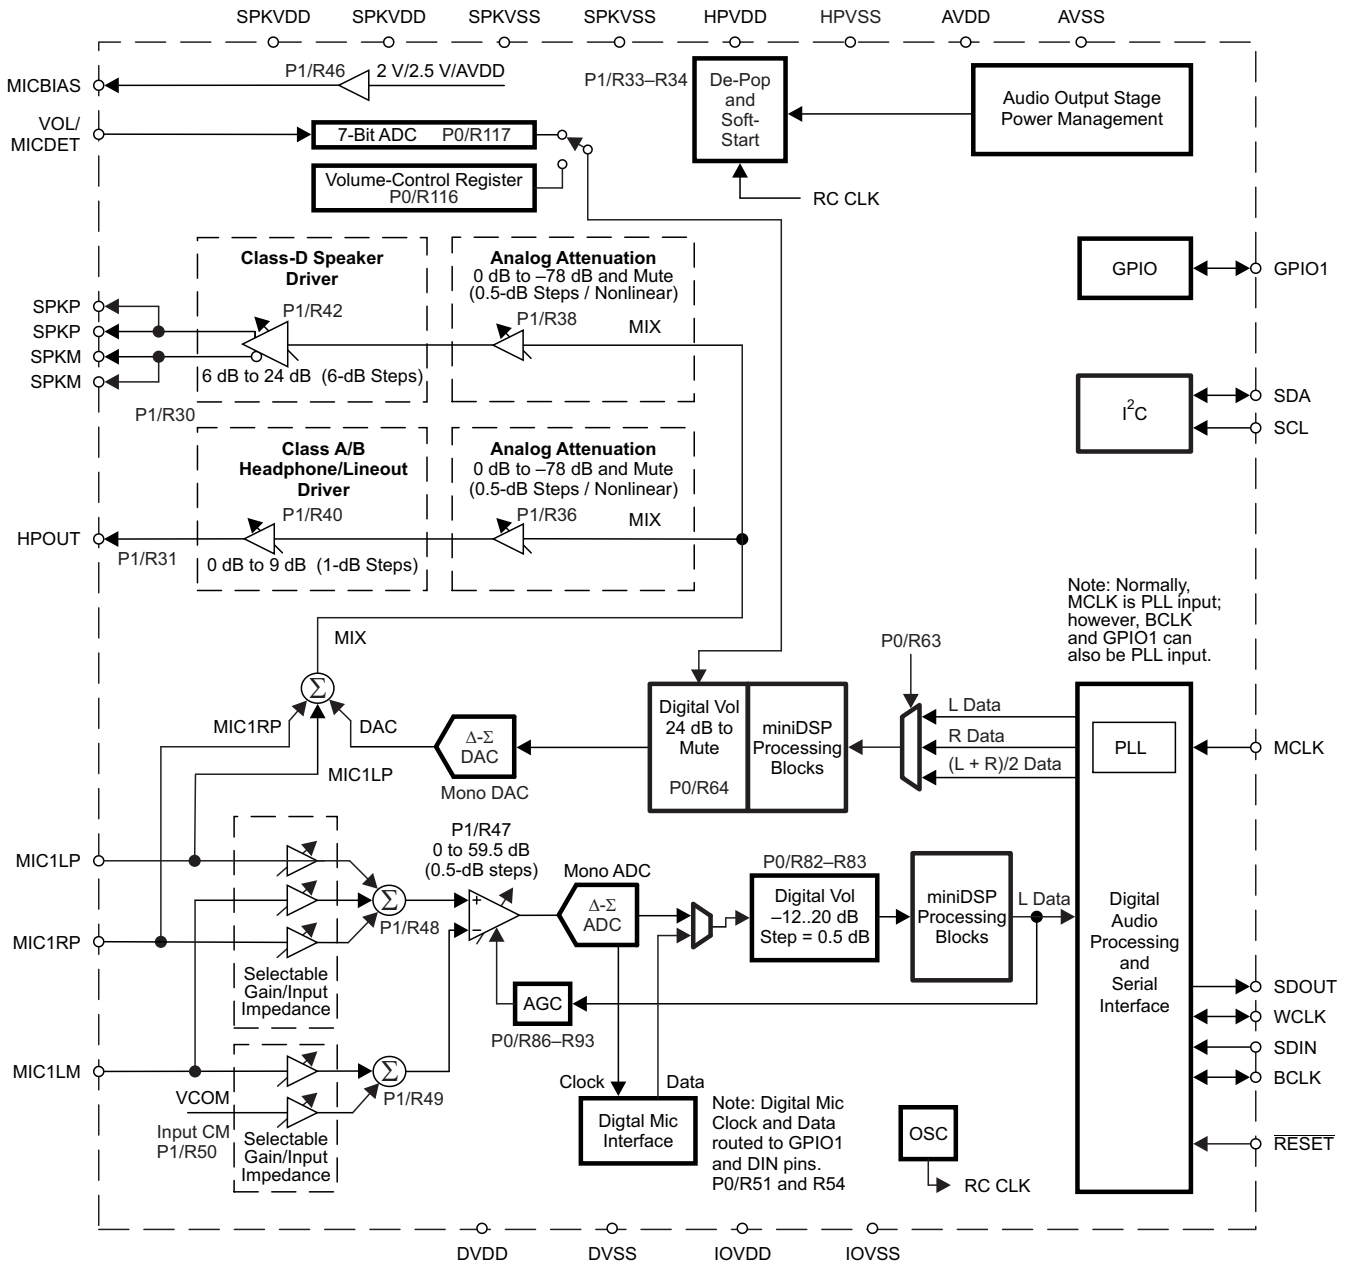 SPKVDD SPKVDD SPKVSS SPKVSS HPVDD HPVSS AVDD AVSS
MICBIAS
P1/R46
2 V/2.5 V/AVDD
VOL/
MICDET
7-Bit ADC P0/R117
Volume-Control Register
P0/R116
P1/R33–R34
De-Pop
and
Soft-
Start
RC CLK
Audio Output Stage
Power Management
GPIO
GPIO1
I2C
SDA
SCL
Class-D Speaker
Driver
P1/R42
6 dB to 24 dB (6-dB Steps)
Analog Attenuation
0 dB to –78 dB and Mute
(0.5-dB Steps / Nonlinear)
P1/R38
MIX
SPKP
SPKP
SPKM
SPKM
P1/R30
Class A/B
Headphone/Lineout
Driver
P1/R40
0 dB to 9 dB (1-dB Steps)
Analog Attenuation
0 dB to –78 dB and Mute
(0.5-dB Steps / Nonlinear)
P1/R36
MIX
HPOUT
P1/R31
MIX
Σ
MIC1RP
DAC
MIC1LP
Δ-Σ
DAC
Mono DAC
Digital Vol
24 dB to
Mute
P0/R64
miniDSP
Processing
Blocks
P0/R63
L Data
R Data
(L + R)/2 Data
Note: Normally,
MCLK is PLL input;
however, BCLK
and GPIO1 can
also be PLL input.
PLL
MCLK
Digital
Audio
Processing
and
Serial
Interface
MIC1LP
MIC1RP
Selectable
Gain/Input
Impedance
Σ
P1/R48
P1/R47
0 to 59.5 dB
(0.5-dB steps)
+
–
Mono ADC
Δ-Σ
ADC
P0/R82–R83
Digital Vol
–12..20 dB
Step = 0.5 dB
miniDSP
Processing
Blocks
L Data
AGC
P0/R86–R93
MIC1LM
VCOM
Input CM
P1/R50
Selectable
Gain/Input
Impedance
Σ
P1/R49
Clock
Data
Digtal Mic
Interface
Note: Digital Mic
Clock and Data
routed to GPIO1
and DIN pins.
P0/R51 and R54
OSC
RC CLK
SDOUT
WCLK
SDIN
BCLK
RESET
DVDD DVSS IOVDD IOVSS